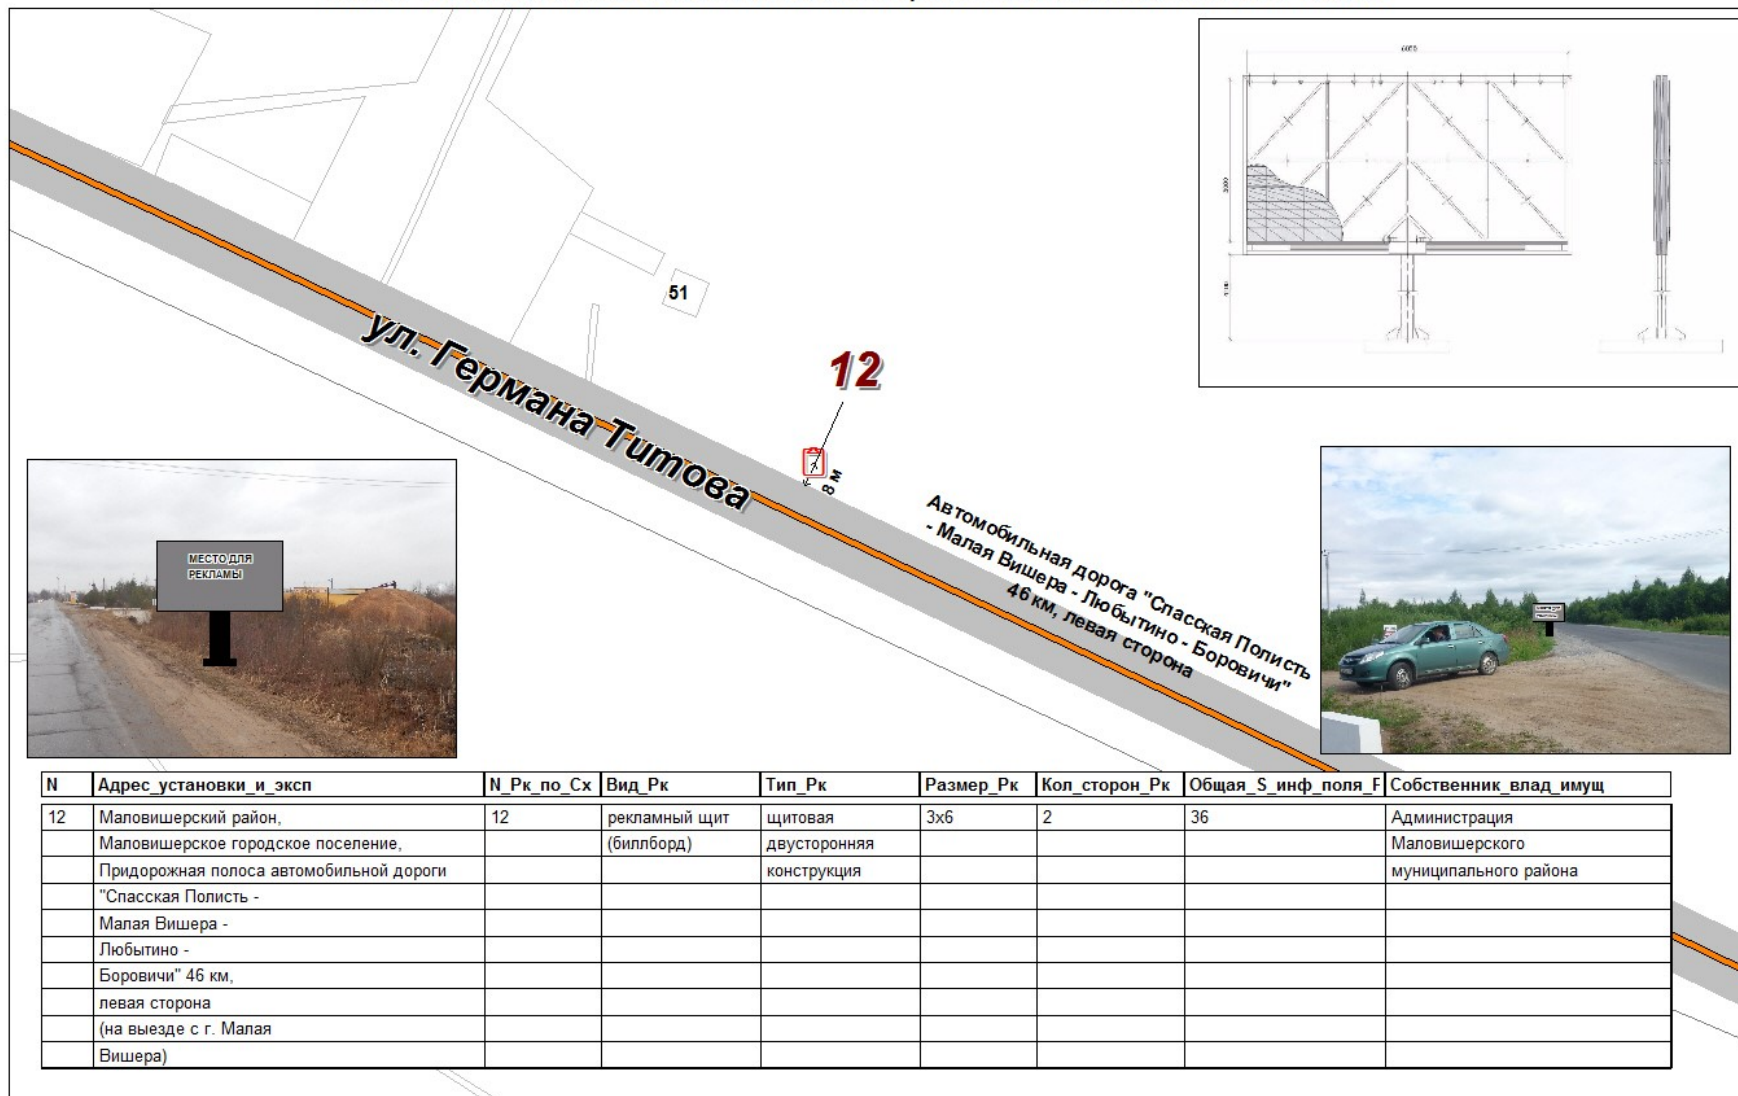 6050
3000
51
ул. Германа Титова
12
8 м
Автомобильная дорога "Спасская Полисть
- Малая Вишера - Любытино - Боровичи"
46 км, левая сторона
МЕСТО ДЛЯ
РЕКЛАМЫ
N Адрес_установки_и_эксп N_Рк_по_Сх Вид_Рк Тип_Рк Размер_Рк Кол_сторон_Рк Общая_S_инф_поля_F Собственник_влад_имущ
12 Маловишерский район, 12 рекламный щит щитовая 3х6 2 36 Администрация
Маловишерское городское поселение, (биллборд) двусторонняя Маловишерского
Придорожная полоса автомобильной дороги конструкция муниципального района
"Спасская Полисть -
Малая Вишера -
Любытино -
Боровичи" 46 км,
левая сторона
(на выезде с г. Малая
Вишера)